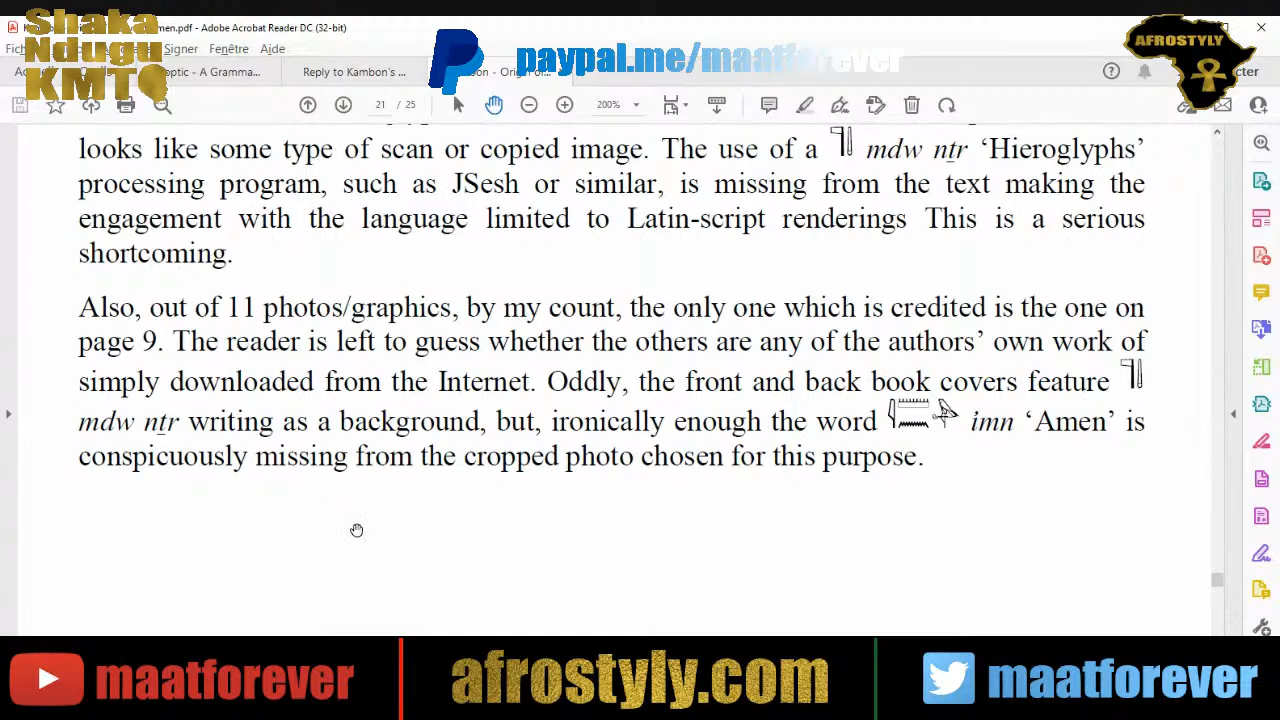 Shaka
Ndugu
KMT
men.pdf - Adobe Acrobat Reader DC (32-bit)
Signer Fenêtre Aide
paypal.me/maatforever
AFROSTYLY
optic - A Gramma...
Reply to Kambon's ...
21 / 25
200%
looks like some type of scan or copied image. The use of a mdw nṯr ‘Hieroglyphs’
processing program, such as JSesh or similar, is missing from the text making the
engagement with the language limited to Latin-script renderings This is a serious
shortcoming.
Also, out of 11 photos/graphics, by my count, the only one which is credited is the one on
page 9. The reader is left to guess whether the others are any of the authors’ own work of
simply downloaded from the Internet. Oddly, the front and back book covers feature
mdw nṯr writing as a background, but, ironically enough the word imn ‘Amen’ is
conspicuously missing from the cropped photo chosen for this purpose.
maatforever
afrostyly.com
maatforever